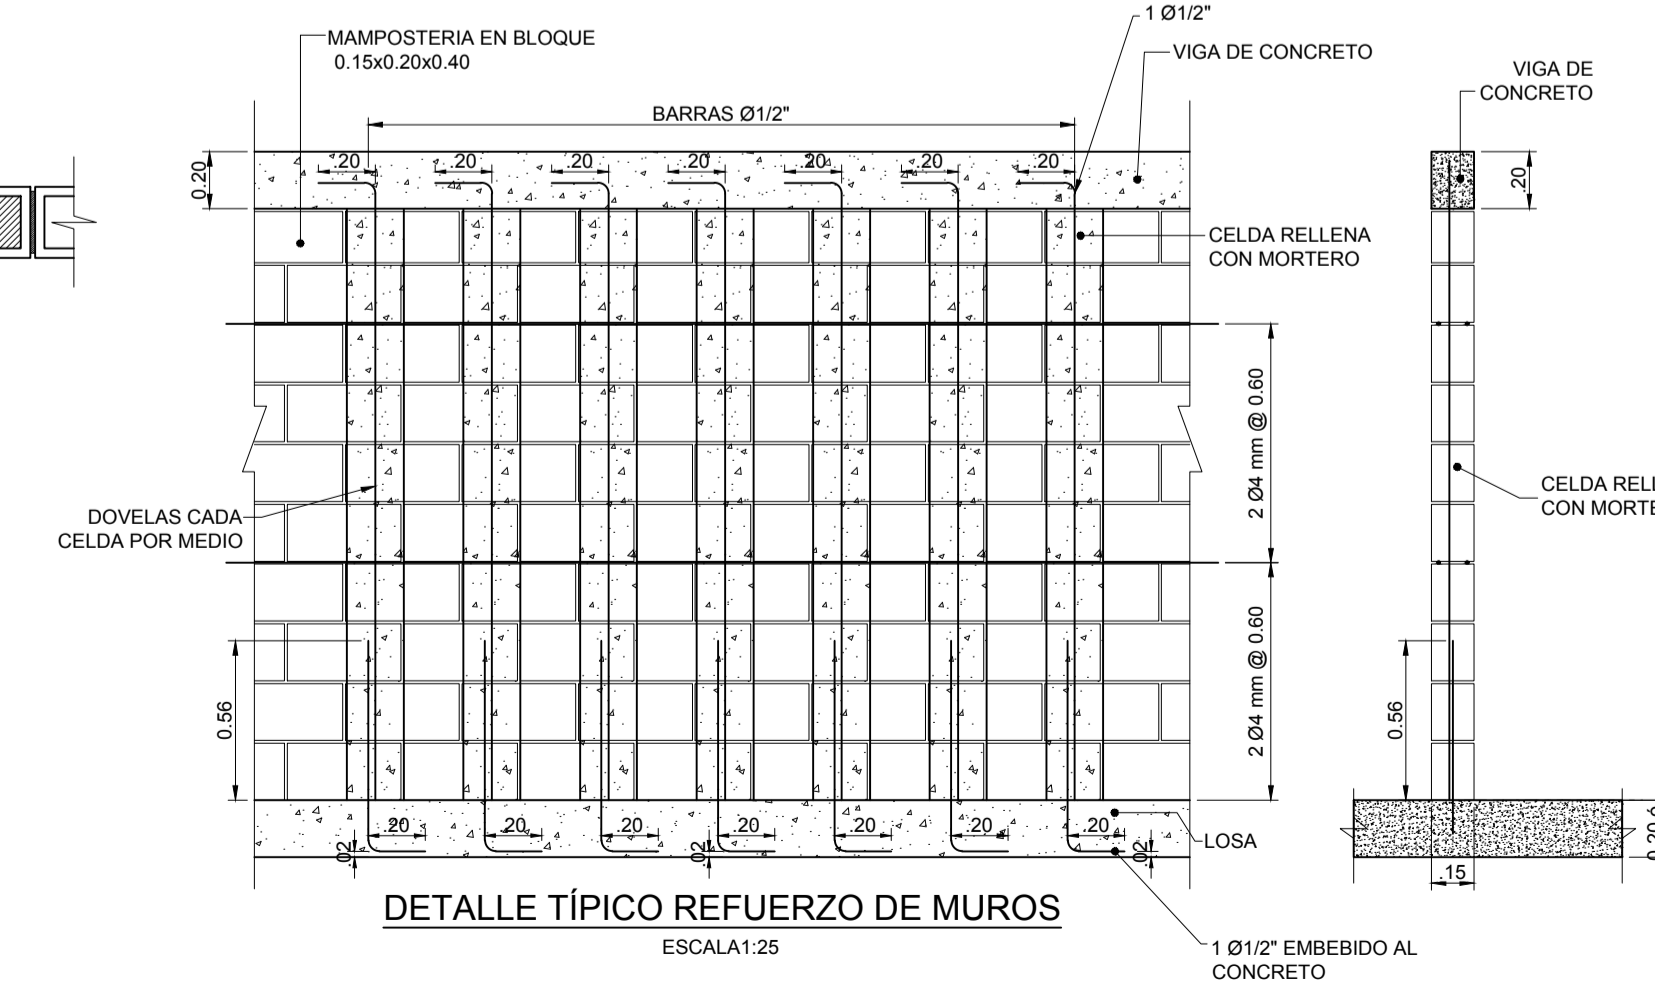 1 Ø1/2"
MAMPOSTERIA EN BLOQUE
0.15x0.20x0.40
VIGA DE CONCRETO
VIGA DE
CONCRETO
BARRAS Ø1/2"
0.20
.20
.20
.20
.20
.20
.20
.20
.20
CELDA RELLENA
CON MORTERO
2 Ø4 mm @ 0.60
CELDA
CON
DOVELAS CADA
CELDA POR MEDIO
2 Ø4 mm @ 0.60
0.56
0.56
.20
.20
.20
.20
.20
.20
.20
.02
.02
.02
LOSA
.15
DETALLE TÍPICO REFUERZO DE MUROS
ESCALA1:25
1 Ø1/2" EMBEBIDO AL
CONCRETO